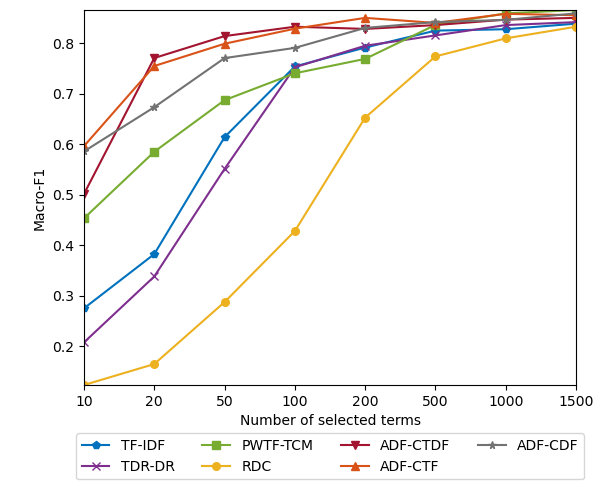 0.8
0.7
0.6
0.5
0.4
0.3
0.2
Macro-F1
10 20 50 100 200 500 1000 1500
Number of selected terms
TF-IDF PWTF-TCM ADF-CTDF ADF-CDF
TDR-DR RDC ADF-CTF